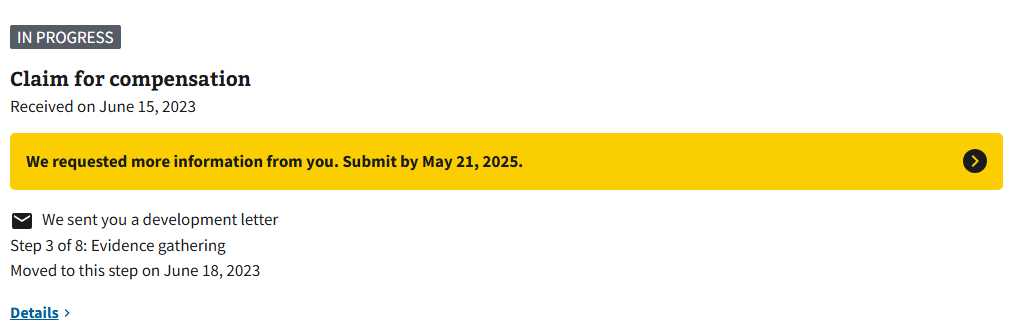 IN PROGRESS
Claim for compensation
Received on June 15, 2023
We requested more information from you. Submit by May 21, 2025.
We sent you a development letter
Step 3 of 8: Evidence gathering
Moved to this step on June 18, 2023
Details